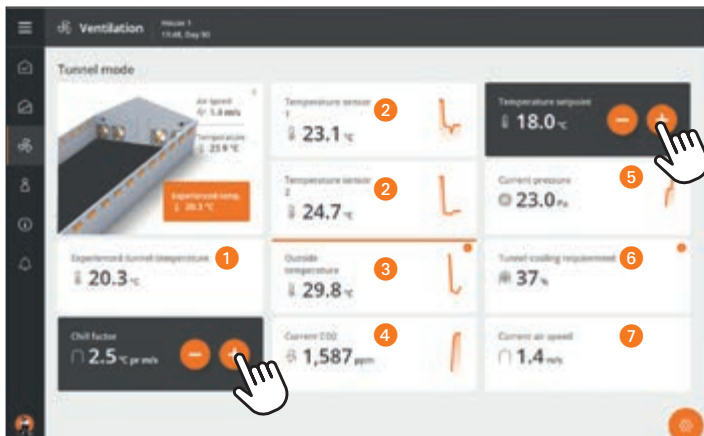 Ventilation
House 1
11:48, Day 90
Tunnel mode
Air speed
1.4 m/s
Temperature
23.9 °C
Experienced temp.
20.3 °C
Temperature sensor
1
2
23.1 °C
Temperature setpoint
18.0 °C
Temperature sensor
2
2
24.7 °C
Current pressure
5
23.0 Pa
Experienced tunnel temperature
1
20.3 °C
Outside
temperature
3
29.8 °C
Tunnel cooling requirement
6
37 %
Chill factor
2.5 °C pr m/s
Current CO2
4
1,587 ppm
Current air speed
7
1.4 m/s